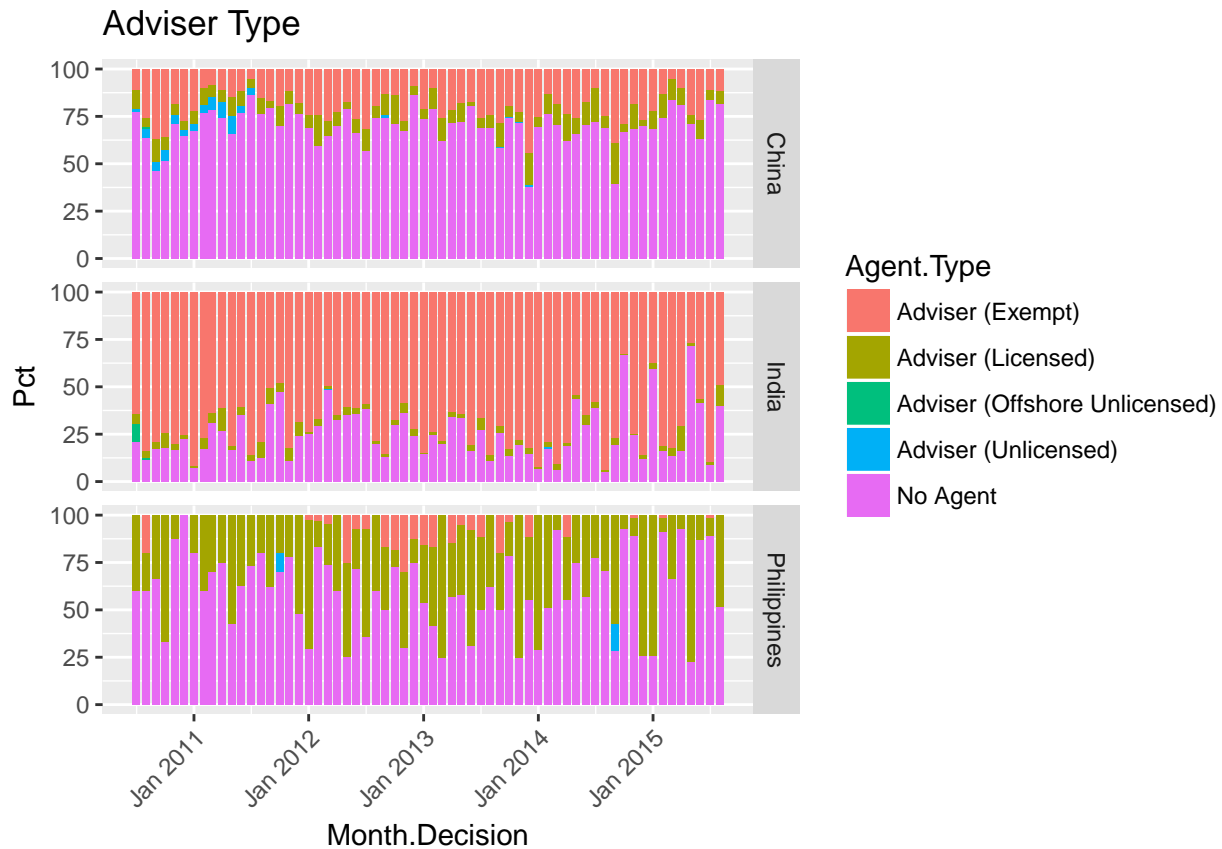 Adviser Type
100
75
50
25
0
China
100
75
50
25
0
India
100
75
50
25
0
Philippines
Pct
Jan 2011
Jan 2012
Jan 2013
Jan 2014
Jan 2015
Month.Decision
Agent.Type
Adviser (Exempt)
Adviser (Licensed)
Adviser (Offshore Unlicensed)
Adviser (Unlicensed)
No Agent